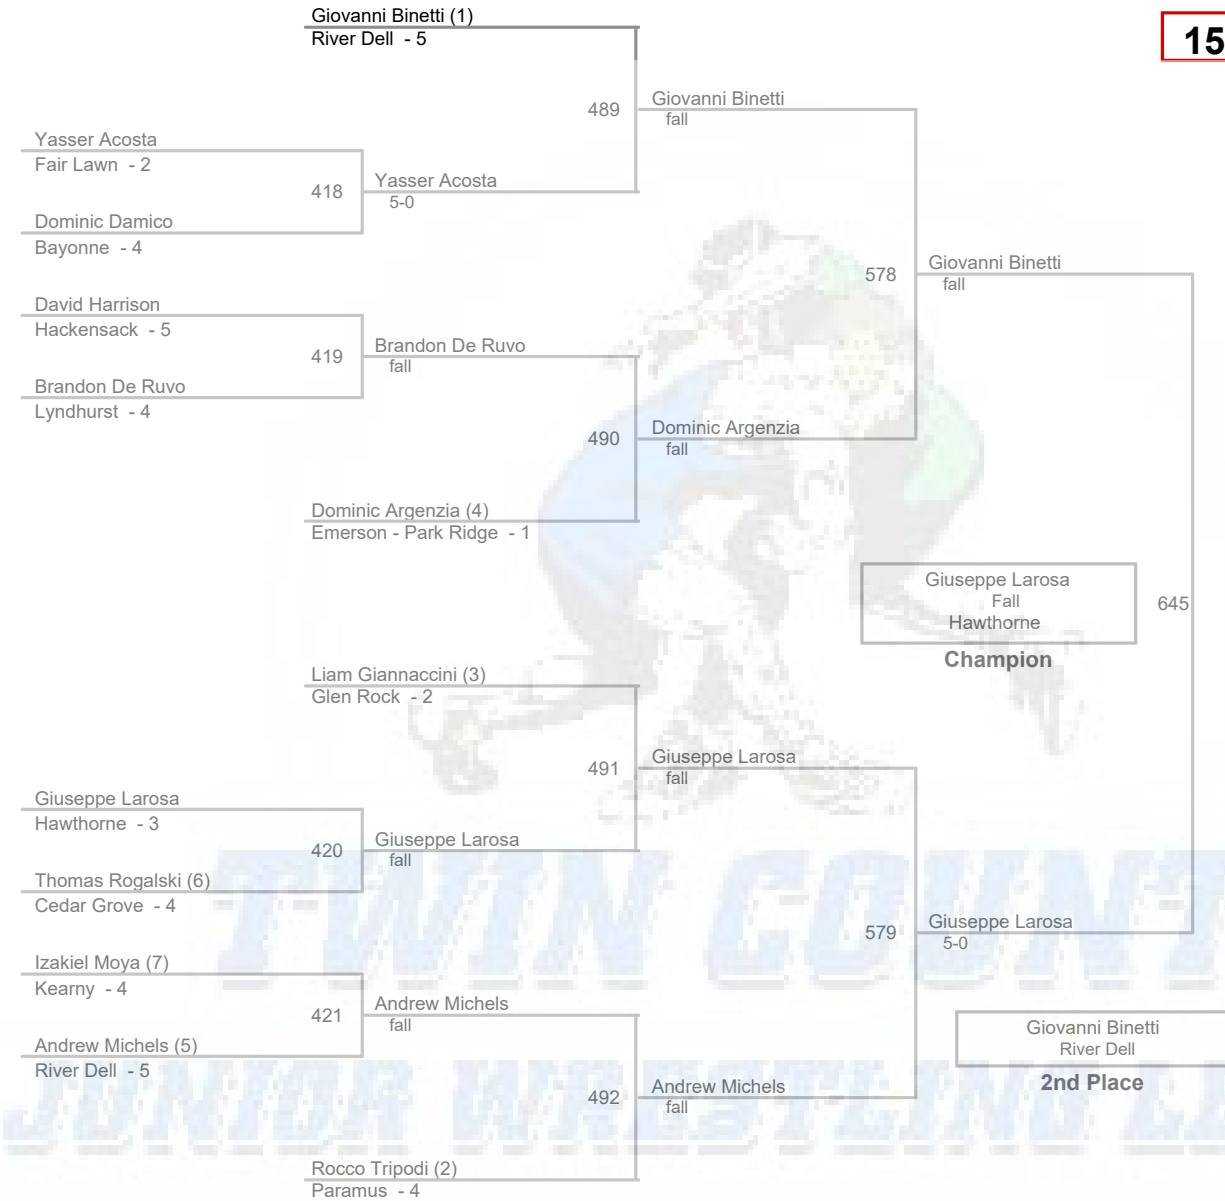 Giovanni Binetti (1)
River Dell - 5
15
489
Giovanni Binetti
fall
Yasser Acosta
Fair Lawn - 2
418
Yasser Acosta
5-0
Dominic Damico
Bayonne - 4
578
Giovanni Binetti
fall
David Harrison
Hackensack - 5
419
Brandon De Ruvo
fall
Brandon De Ruvo
Lyndhurst - 4
490
Dominic Argenzia
fall
Dominic Argenzia (4)
Emerson - Park Ridge - 1
Giuseppe Larosa
Fall
Hawthorne
645
Champion
Liam Giannaccini (3)
Glen Rock - 2
491
Giuseppe Larosa
fall
Giuseppe Larosa
Hawthorne - 3
420
Giuseppe Larosa
fall
Thomas Rogalski (6)
Cedar Grove - 4
TWIN COUNT
579
Giuseppe Larosa
5-0
Izakiel Moya (7)
Kearny - 4
421
Andrew Michels
fall
Andrew Michels (5)
River Dell - 5
Giovanni Binetti
River Dell
2nd Place
492
Andrew Michels
fall
JUNIOR WRESTLING LE
Rocco Tripodi (2)
Paramus - 4